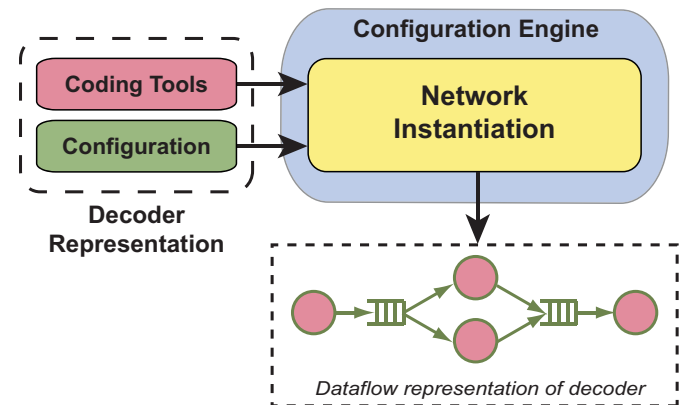 Configuration Engine
Coding Tools
Configuration
Network
Instantiation
Decoder
Representation
Dataflow representation of decoder